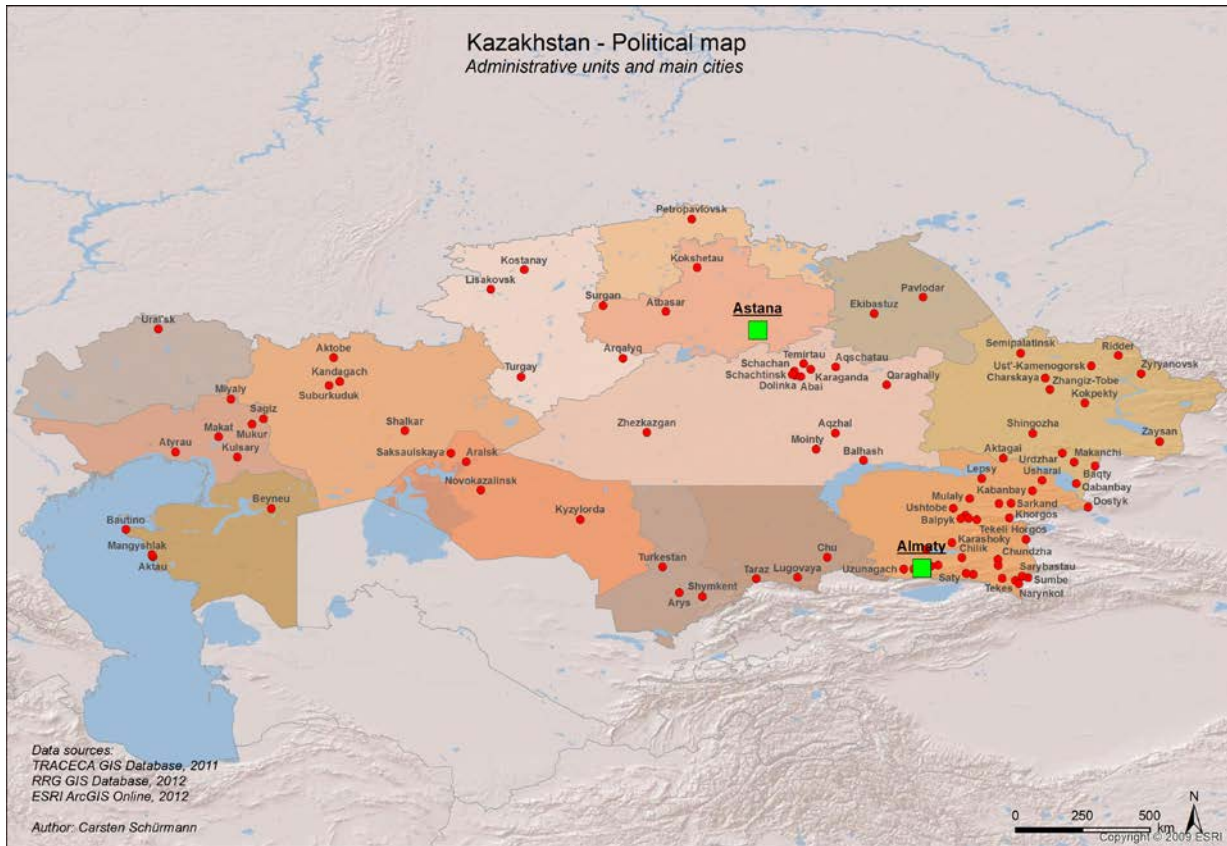 Kazakhstan - Political map
Administrative units and main cities
Petropavlovsk
Kostanay
Kokshetau
Lisakovsk
Surgan
Atbasar
Astana
Ekibastuz
Pavlodar
Ural'sk
Aktobe
Kandagach
Suburkuduk
Turgay
Arqalyq
Temirtau
Aqschatau
Schachan
Schachtinsk
Karaganda
Dolinka
Abai
Qaraghaily
Semipalatinsk
Ridder
Ust'-Kamenogorsk
Zyryanovsk
Charskaya
Zhangiz-Tobe
Kokpekty
Miyaly
Sagiz
Makat
Mukur
Atyrau
Kulsary
Shalkar
Saksaulskaya
Aralsk
Novokazalinsk
Zhezkazgan
Aqzhal
Mointy
Balhash
Shingozha
Zaysan
Aktagai
Urdzhar
Makanchi
Lepsy
Usharal
Baqty
Qabanbay
Kabanbay
Dostyk
Beyneu
Bautino
Mangyshlak
Aktau
Kyzylorda
Mulaly
Ushtobe
Sarkand
Balpyk
Khorgos
Tekeli
Horgos
Karashoky
Almaty
Chilik
Chundzha
Chu
Turkestan
Taraz
Lugovaya
Uzunagach
Saty
Sarybastau
Sumbe
Tekes
Narynkol
Arys
Shymkent
Data sources:
TRACECA GIS Database, 2011
RRG GIS Database, 2012
ESRI ArcGIS Online, 2012
Author: Carsten Schürmann
N
0 250 500
km
Copyright © 2009 ESRI